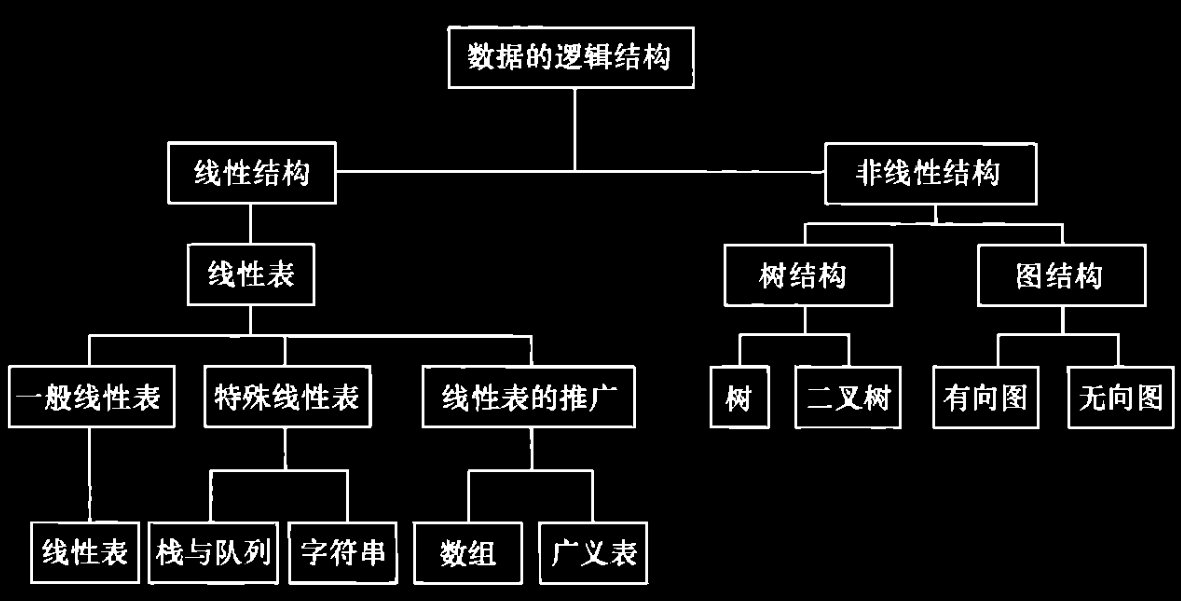 数据的逻辑结构
线性结构
非线性结构
线性表
树结构
图结构
一般线性表
特殊线性表
线性表的推广
树
二叉树
有向图
无向图
线性表
栈与队列
字符串
数组
广义表